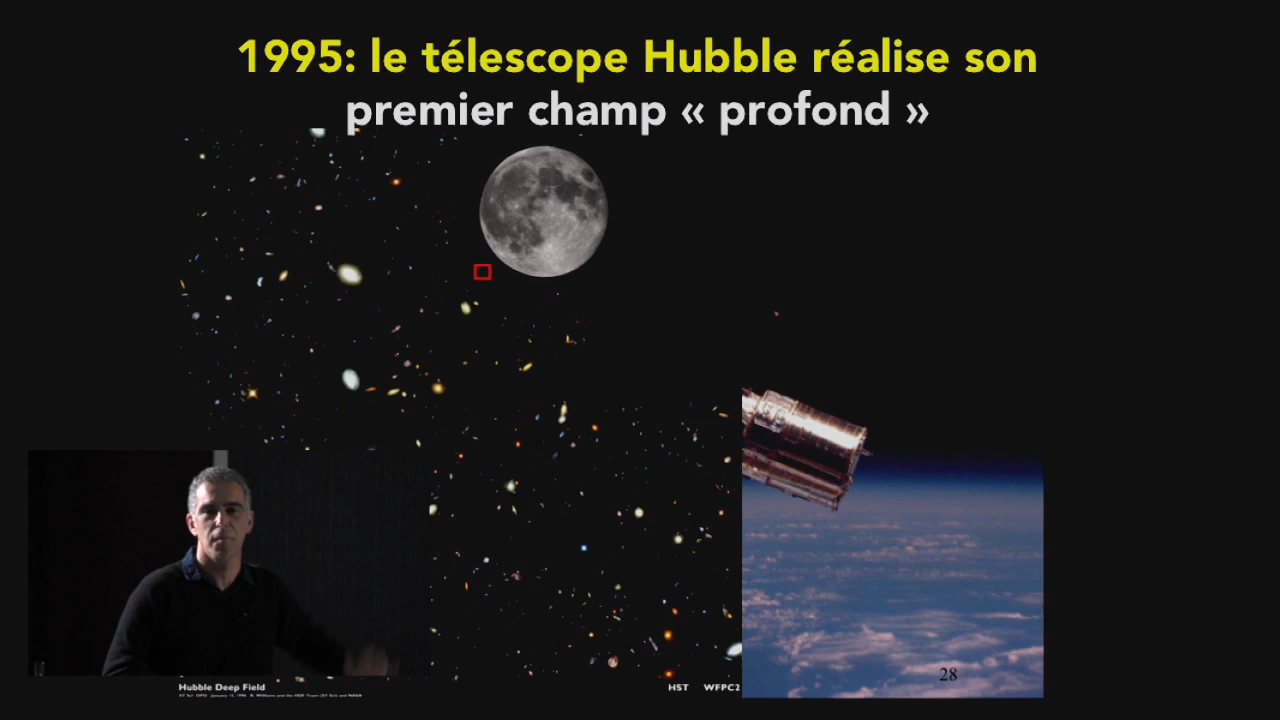 1995: le télescope Hubble réalise son
premier champ « profond »
28
Hubble Deep Field
HST WFPC2